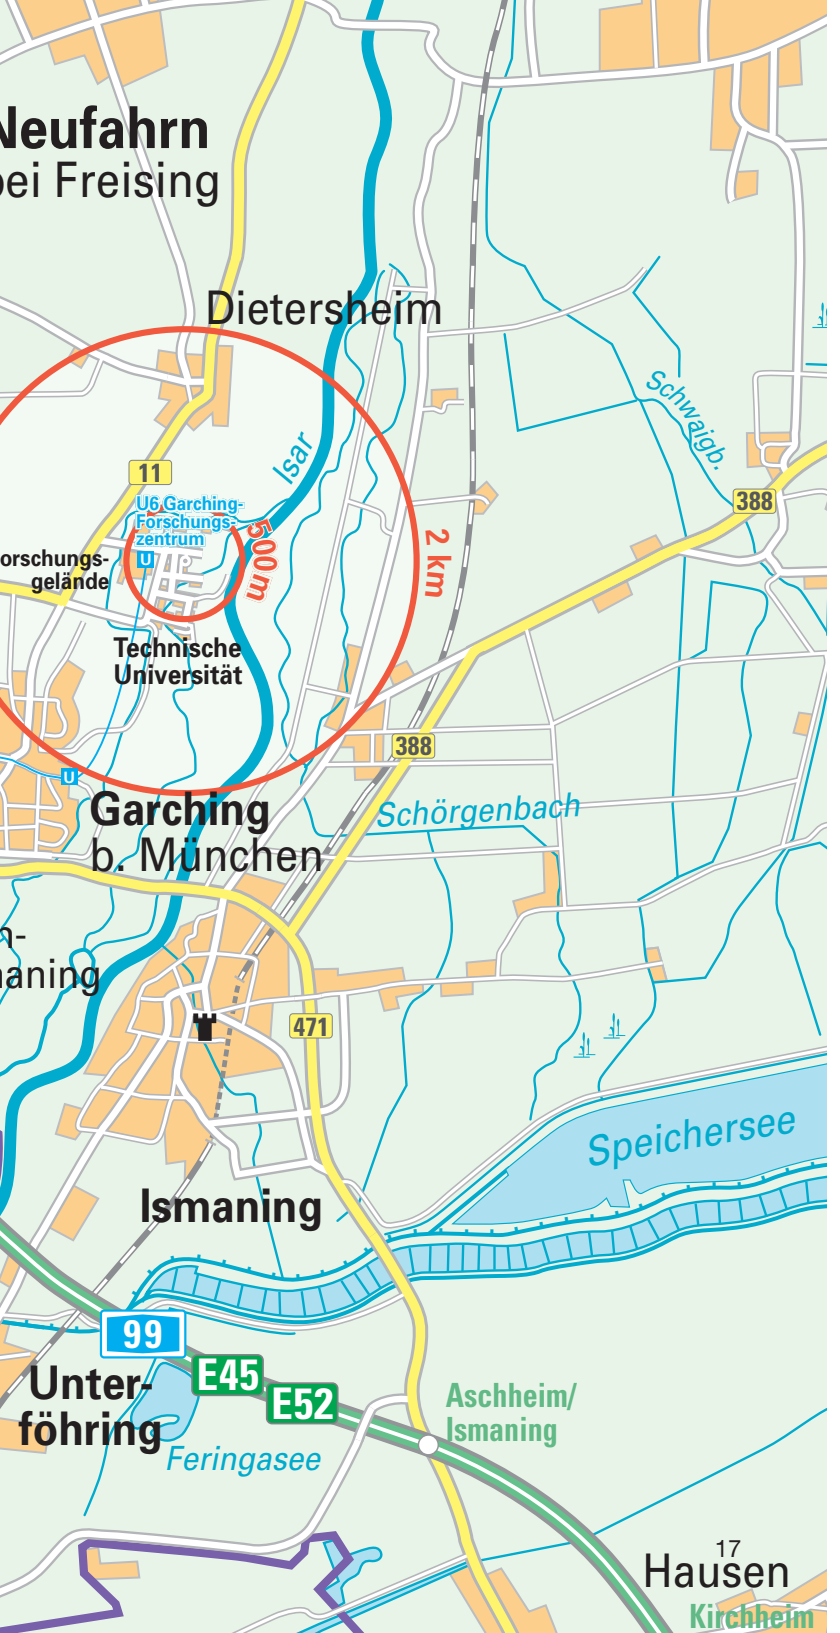 Neufahrn
bei Freising
Dietersheim
Isar
Schwaigb.
11
388
U6 Garching-
Forschungs-
zentrum
U
500 m
2 km
orschungs-
gelände
Technische
Universität
388
U
Garching
b. München
Schörgenbach
n-
naning
471
Speichersee
Ismaning
99
E45
E52
Unter-
föhring
Feringasee
Aschheim/
Ismaning
17
Hausen
Kirchheim